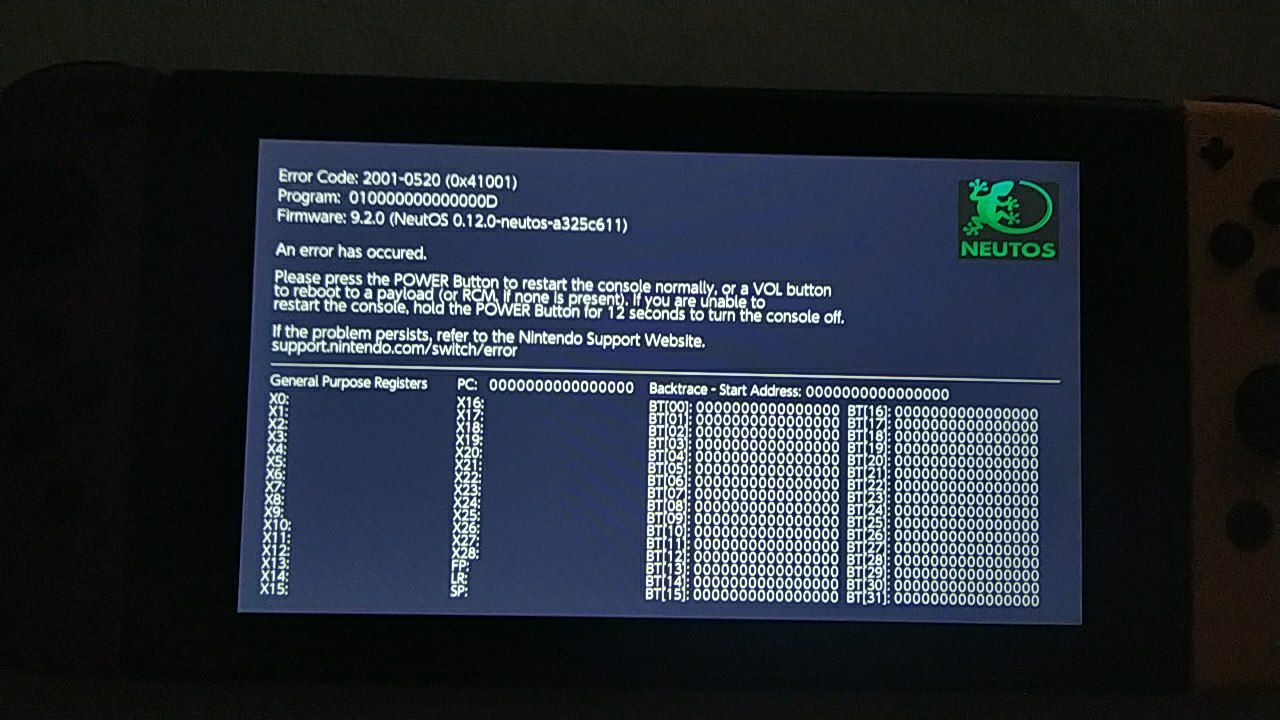 Error Code: 2001-0520 (0x41001)
Program: 010000000000000D
Firmware: 9.2.0 (NeutOS 0.12.0-neutos-a325c611)
NEUTOS
An error has occured.
Please press the POWER Button to restart the console normally, or a VOL button
to reboot to a payload (or RCM, if none is present). If you are unable to
restart the console, hold the POWER Button for 12 seconds to turn the console off.
If the problem persists, refer to the Nintendo Support Website.
support.nintendo.com/switch/error
General Purpose Registers PC: 0000000000000000 Backtrace - Start Address: 0000000000000000
X0: X16: BT[00]: 0000000000000000 BT[16]: 0000000000000000
X1: X17: BT[01]: 0000000000000000 BT[17]: 0000000000000000
X2: X18: BT[02]: 0000000000000000 BT[18]: 0000000000000000
X3: X19: BT[03]: 0000000000000000 BT[19]: 0000000000000000
X4: X20: BT[04]: 0000000000000000 BT[20]: 0000000000000000
X5: X21: BT[05]: 0000000000000000 BT[21]: 0000000000000000
X6: X22: BT[06]: 0000000000000000 BT[22]: 0000000000000000
X7: X23: BT[07]: 0000000000000000 BT[23]: 0000000000000000
X8: X24: BT[08]: 0000000000000000 BT[24]: 0000000000000000
X9: X25: BT[09]: 0000000000000000 BT[25]: 0000000000000000
X10: X26: BT[10]: 0000000000000000 BT[26]: 0000000000000000
X11: X27: BT[11]: 0000000000000000 BT[27]: 0000000000000000
X12: X28: BT[12]: 0000000000000000 BT[28]: 0000000000000000
X13: FP: BT[13]: 0000000000000000 BT[29]: 0000000000000000
X14: LR: BT[14]: 0000000000000000 BT[30]: 0000000000000000
X15: SP: BT[15]: 0000000000000000 BT[31]: 0000000000000000